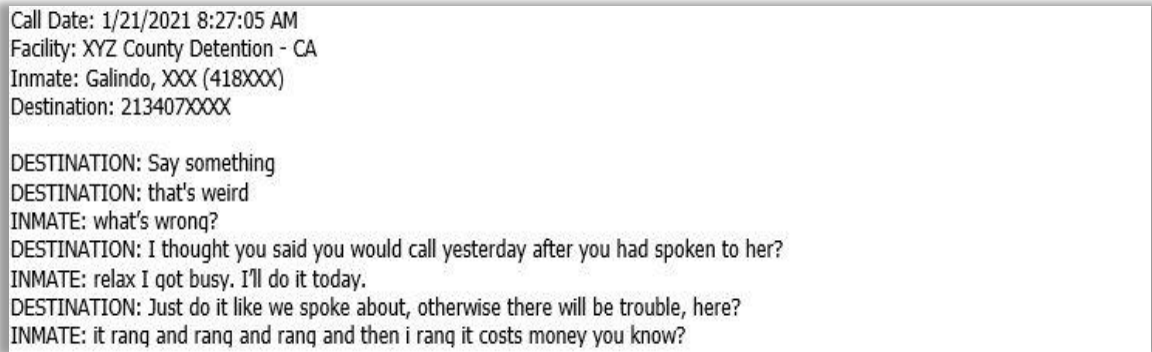 Call Date: 1/21/2021 8:27:05 AM
Facility: XYZ County Detention - CA
Inmate: Galindo, XXX (418XXX)
Destination: 213407XXXX

DESTINATION: Say something
DESTINATION: that's weird
INMATE: what's wrong?
DESTINATION: I thought you said you would call yesterday after you had spoken to her?
INMATE: relax I got busy. I'll do it today.
DESTINATION: Just do it like we spoke about, otherwise there will be trouble, here?
INMATE: it rang and rang and rang and then i rang it costs money you know?